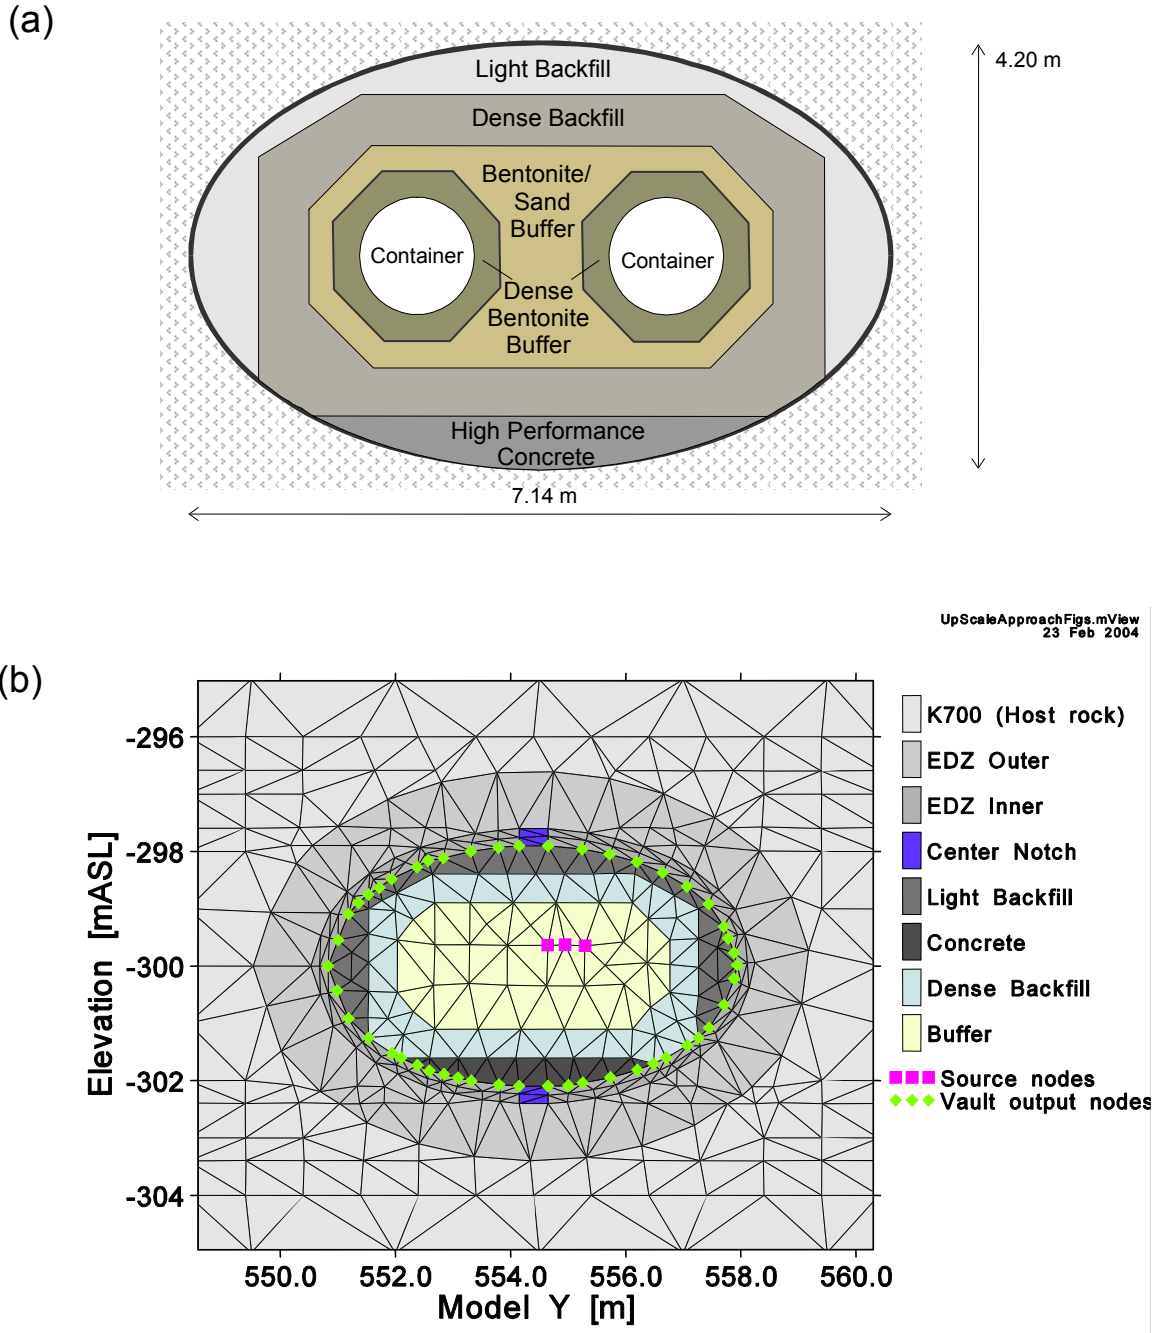 (a)
Light Backfill
4.20 m
Dense Backfill
Bentonite/
Sand
Buffer
Container
Container
Dense
Bentonite
Buffer
High Performance
Concrete
7.14 m
UpScaleApproachFigs.mView
23 Feb 2004
(b)
K700 (Host rock)
EDZ Outer
EDZ Inner
Center Notch
Light Backfill
Concrete
Dense Backfill
Buffer
Source nodes
Vault output nodes
Elevation [mASL]
-296
-298
-300
-302
-304
550.0 552.0 554.0 556.0 558.0 560.0
Model Y [m]